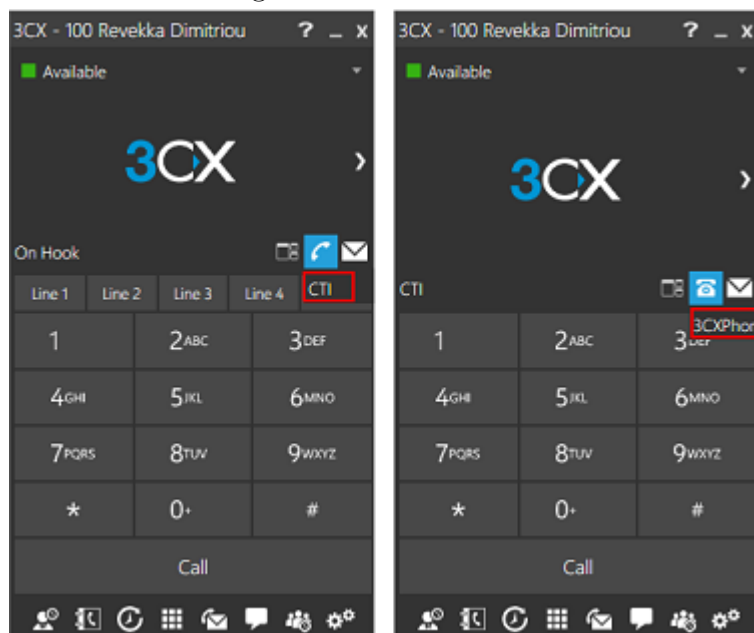 3CX - 100 Revekka Dimitriou ? _ x
Available
3CX
On Hook
Line 1 Line 2 Line 3 Line 4 CTI
1 2ABC 3DEF
4GHI 5JKL 6MNO
7PQRS 8TUV 9WXYZ
* 0+ #
Call
3CX - 100 Revekka Dimitriou ? _ x
Available
3CX
CTI
3CXPhon
1 2ABC 3DEF
4GHI 5JKL 6MNO
7PQRS 8TUV 9WXYZ
* 0+ #
Call